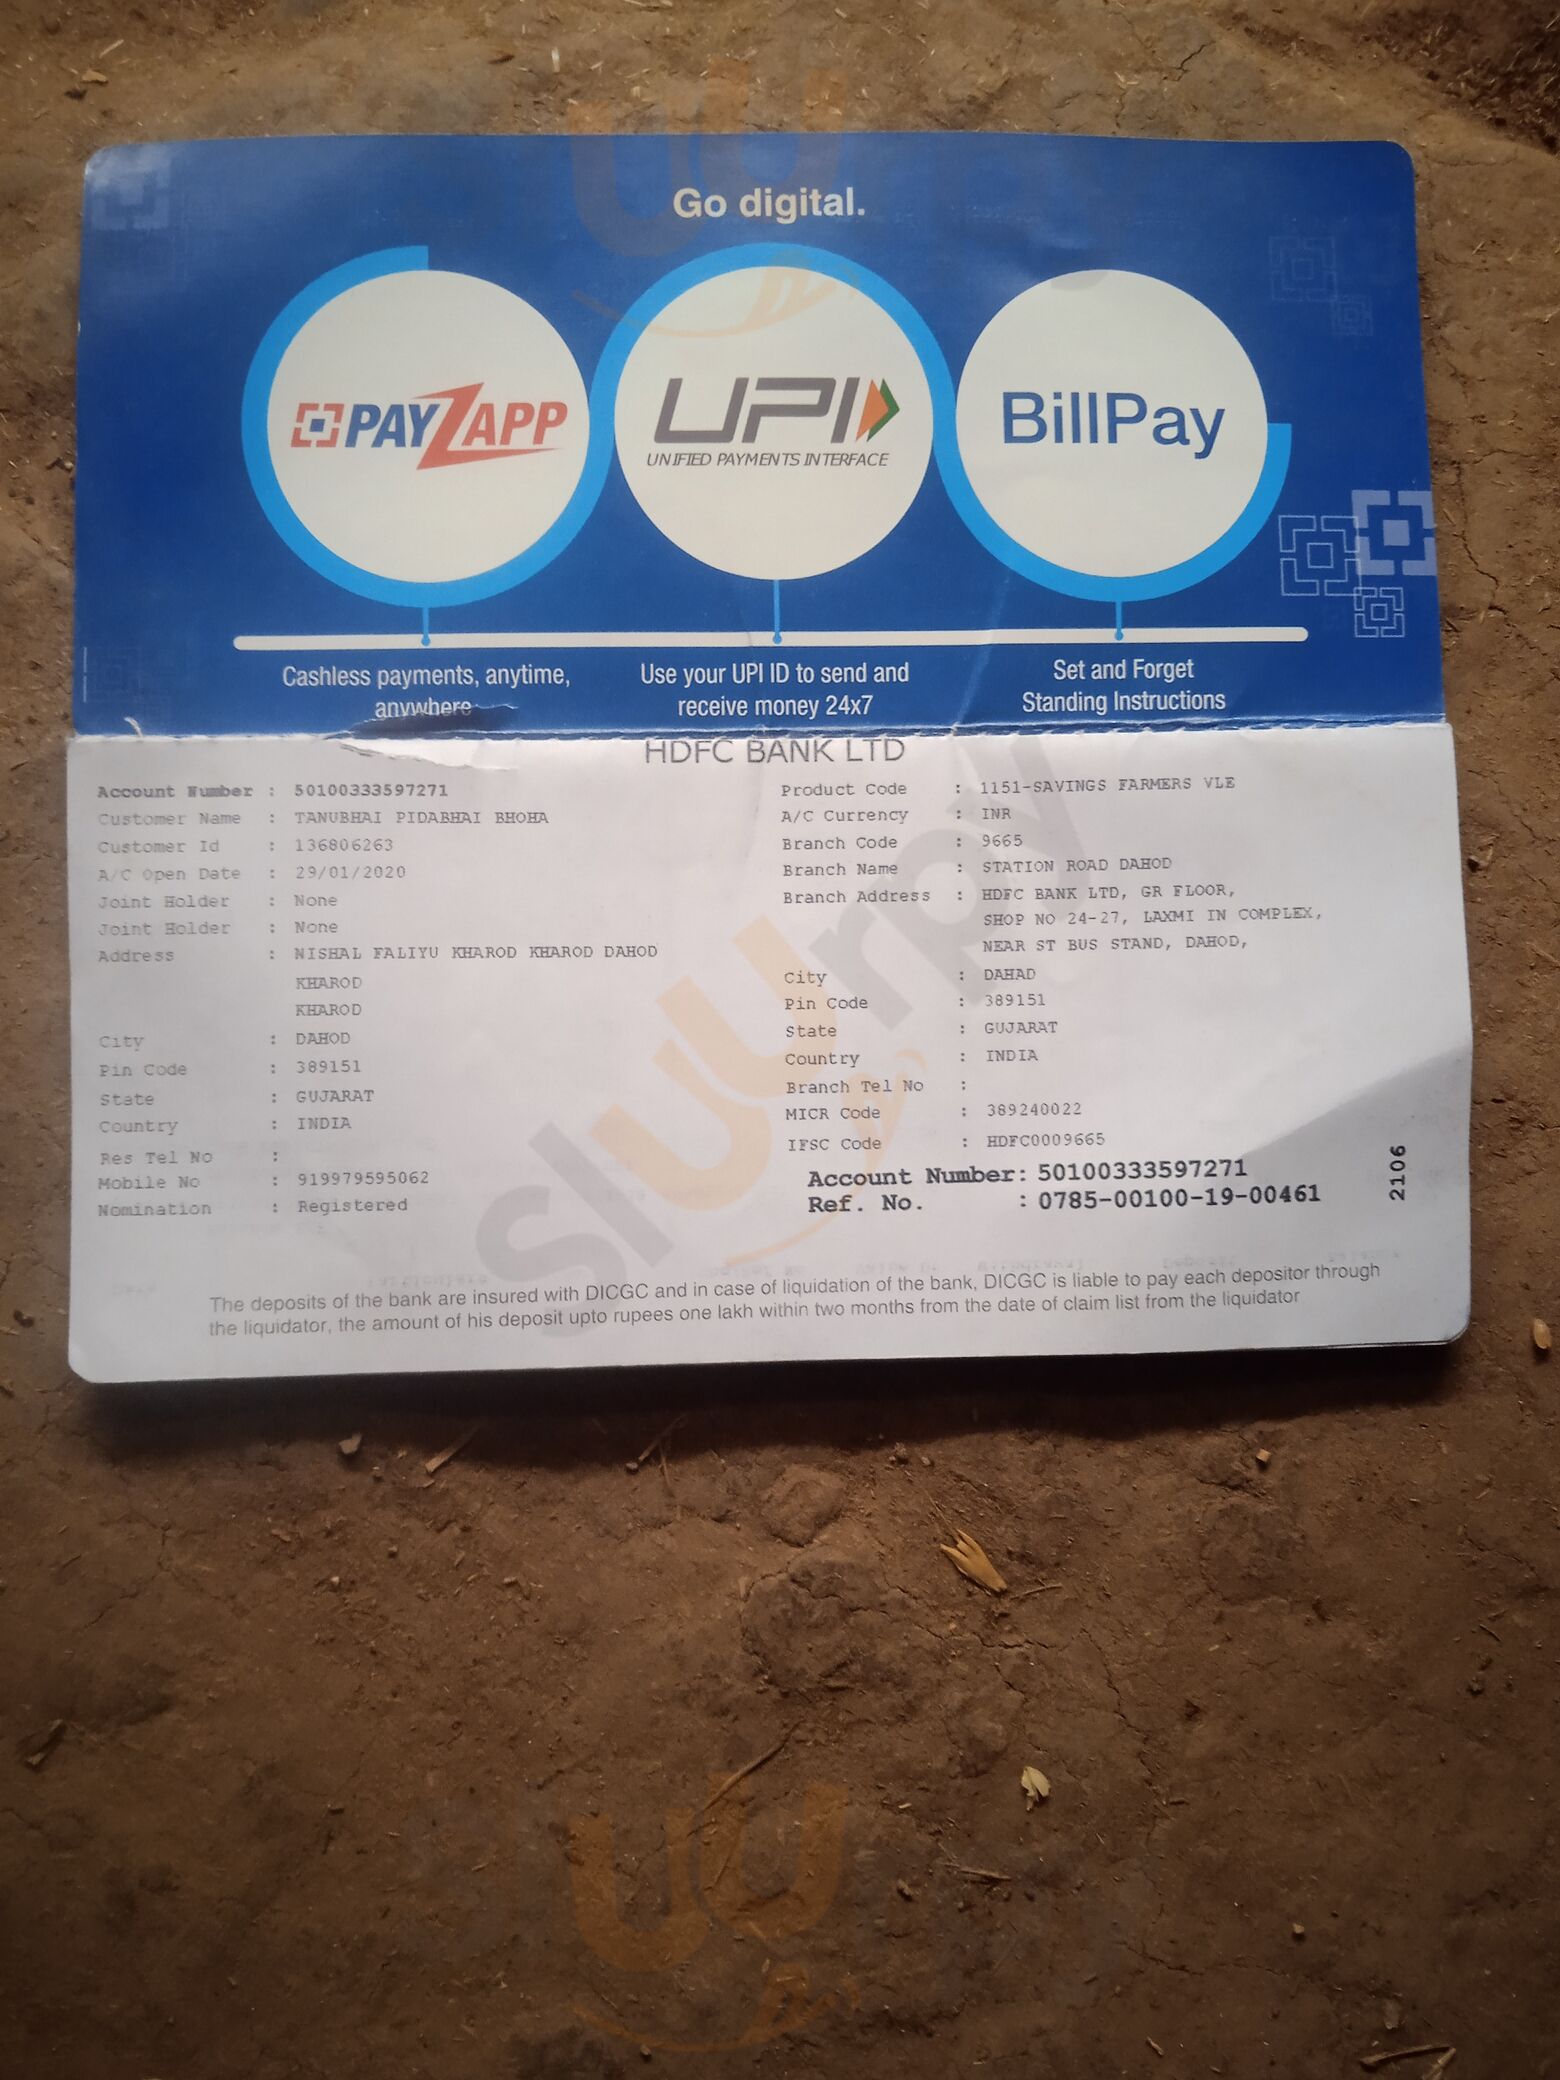 Go digital.
PAYZAPP
UPI
UNIFIED PAYMENTS INTERFACE
BillPay
Cashless payments, anytime,
anywhere
Use your UPI ID to send and
receive money 24x7
Set and Forget
Standing Instructions
HDFC BANK LTD
Account Number : 50100333597271
Customer Name : TANUBHAI PIDABHAI BHOHA
Customer Id : 136806263
A/C Open Date : 29/01/2020
Joint Holder : None
Joint Holder : None
Address : NISHAL FALIYU KHAROD KHAROD DAHOD
KHAROD
KHAROD
City : DAHOD
Pin Code : 389151
State : GUJARAT
Country : INDIA
Res Tel No :
Mobile No : 919979595062
Nomination : Registered
Product Code : 1151-SAVINGS FARMERS VLE
A/C Currency : INR
Branch Code : 9665
Branch Name : STATION ROAD DAHOD
Branch Address : HDFC BANK LTD, GR FLOOR,
SHOP NO 24-27, LAXMI IN COMPLEX,
NEAR ST BUS STAND, DAHOD,
City : DAHAD
Pin Code : 389151
State : GUJARAT
Country : INDIA
Branch Tel No :
MICR Code : 389240022
IFSC Code : HDFC0009665
Account Number: 50100333597271
Ref. No. : 0785-00100-19-00461
2106
The deposits of the bank are insured with DICGC and in case of liquidation of the bank, DICGC is liable to pay each depositor through
the liquidator, the amount of his deposit upto rupees one lakh within two months from the date of claim list from the liquidator
slurpy